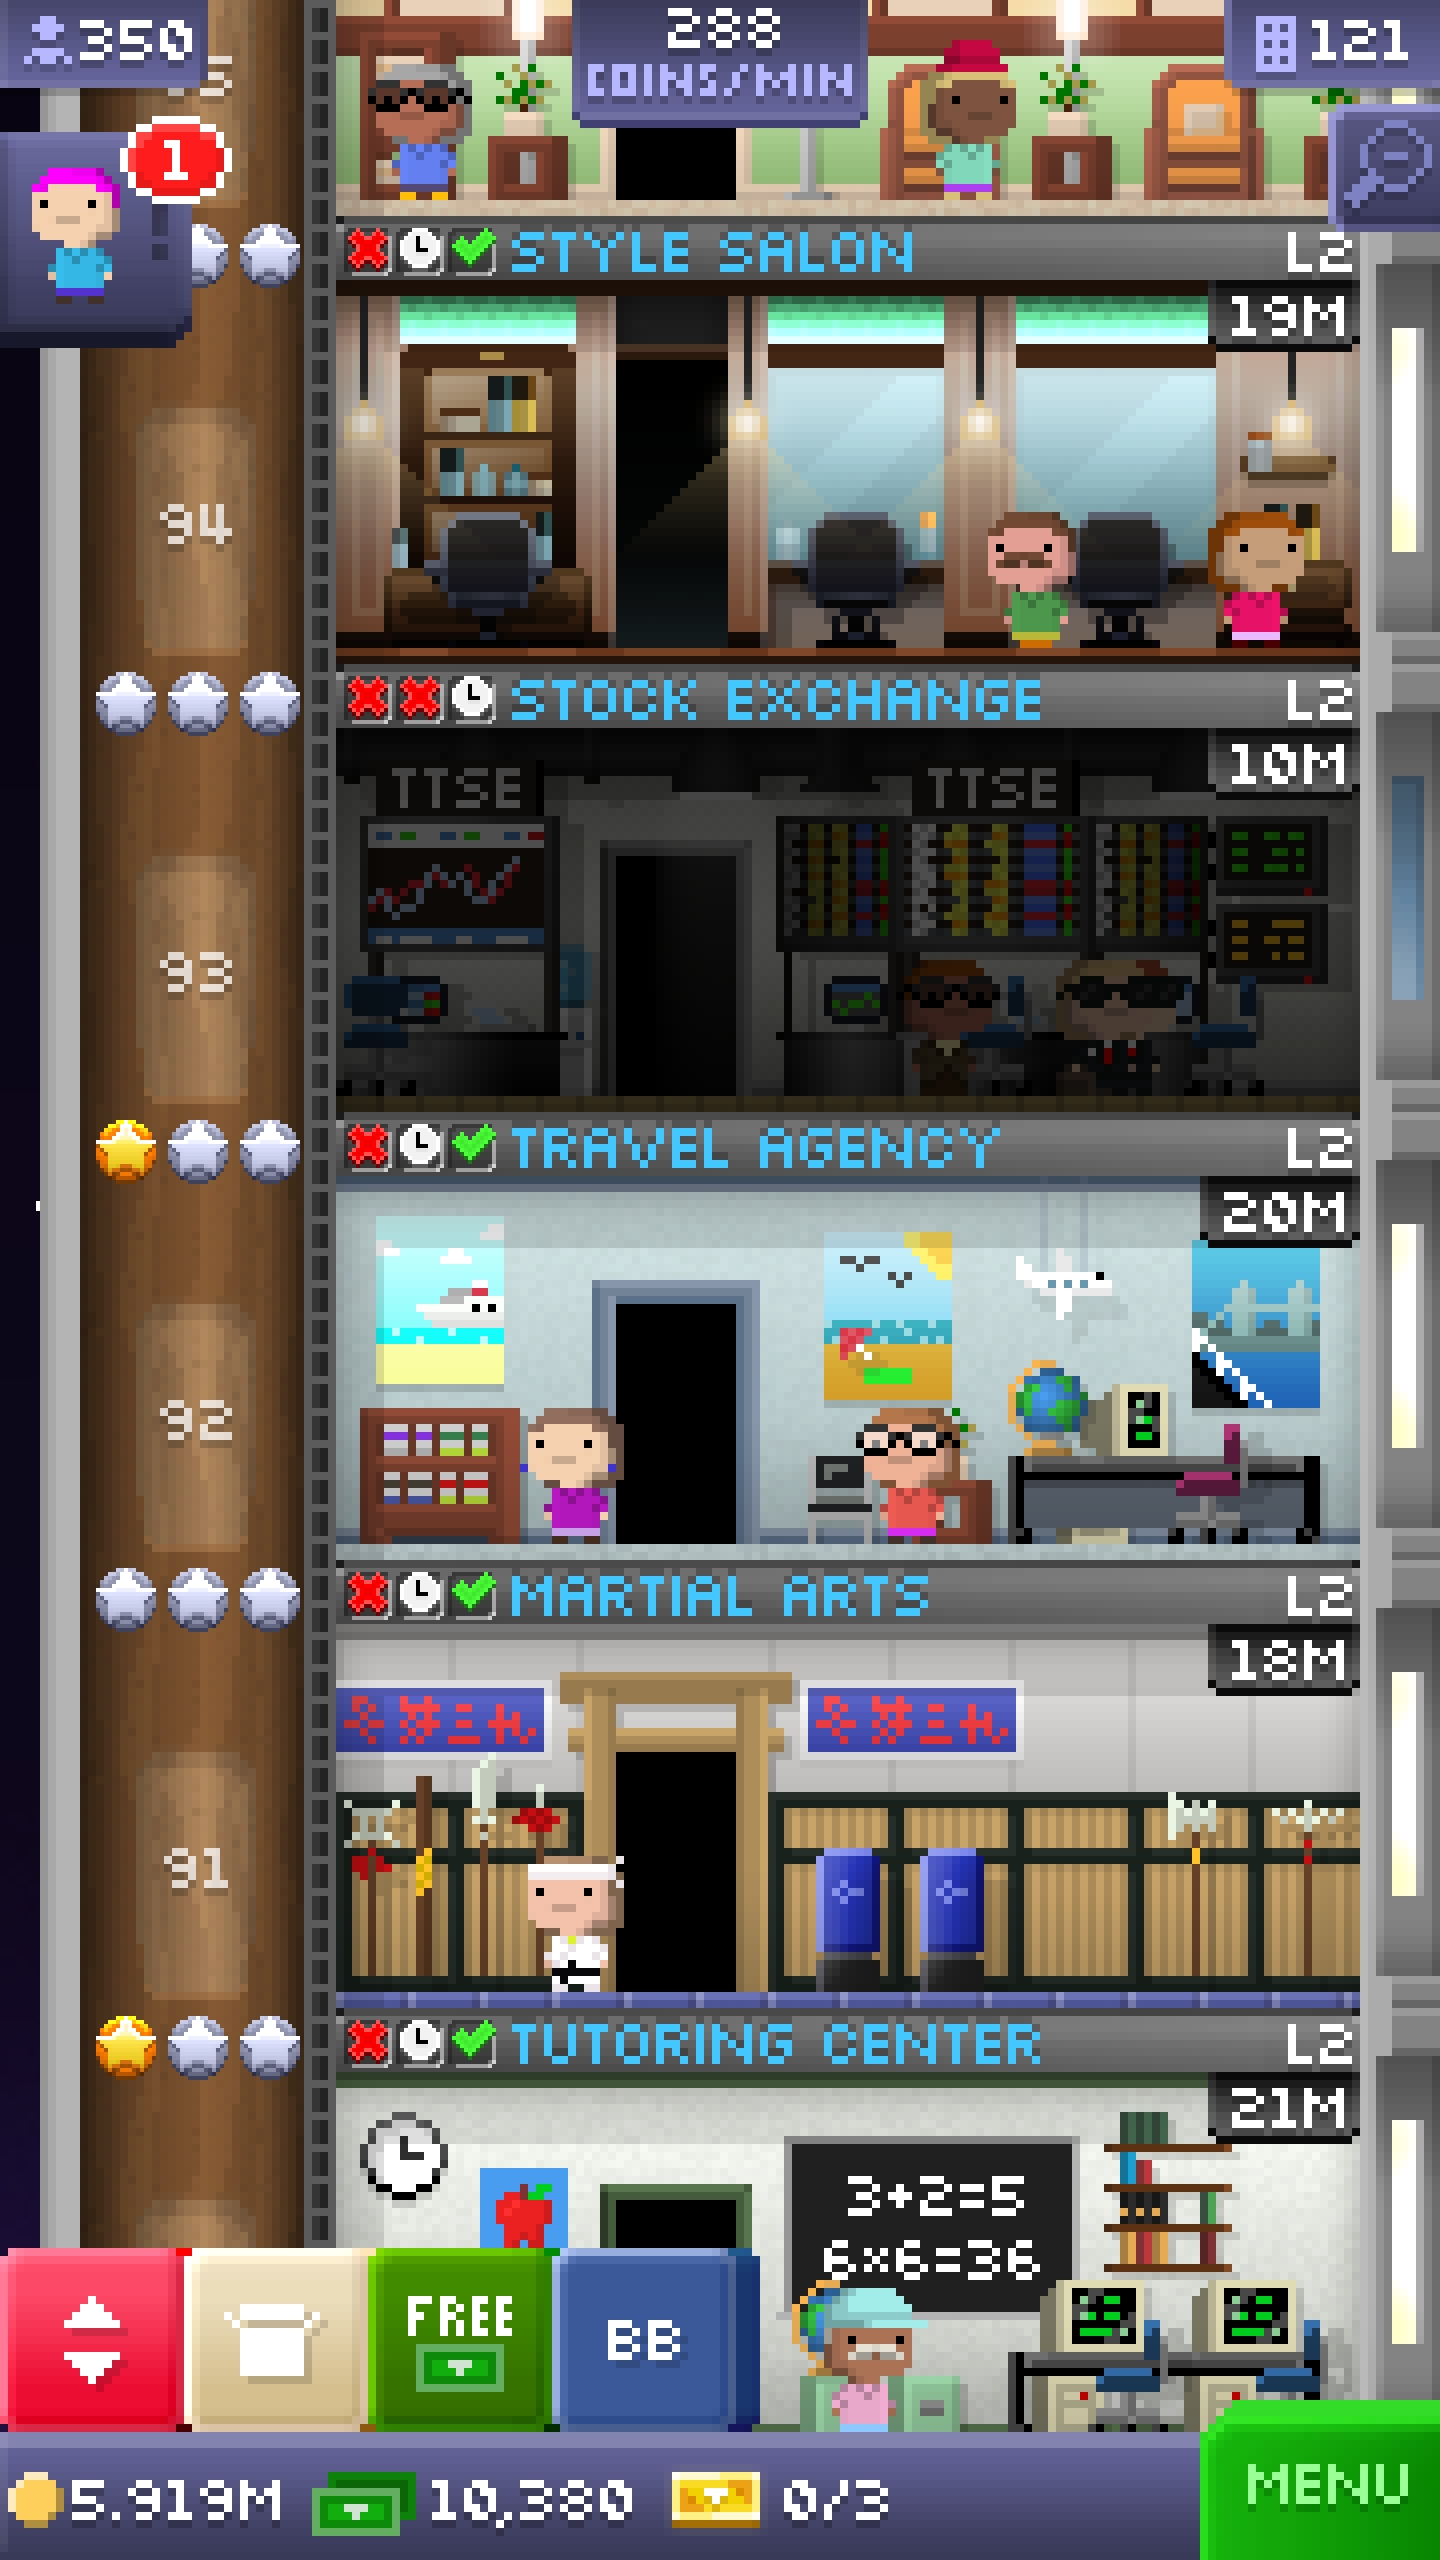 350
288
COINS/MIN
121
1
STYLE SALON
L2
19M
94
STOCK EXCHANGE
L2
10M
TTSE
TTSE
93
TRAVEL AGENCY
L2
20M
92
MARTIAL ARTS
L2
18M
91
TUTORING CENTER
L2
21M
3+2=5
6×6=36
FREE
BB
5.919M
10,380
0/3
MENU